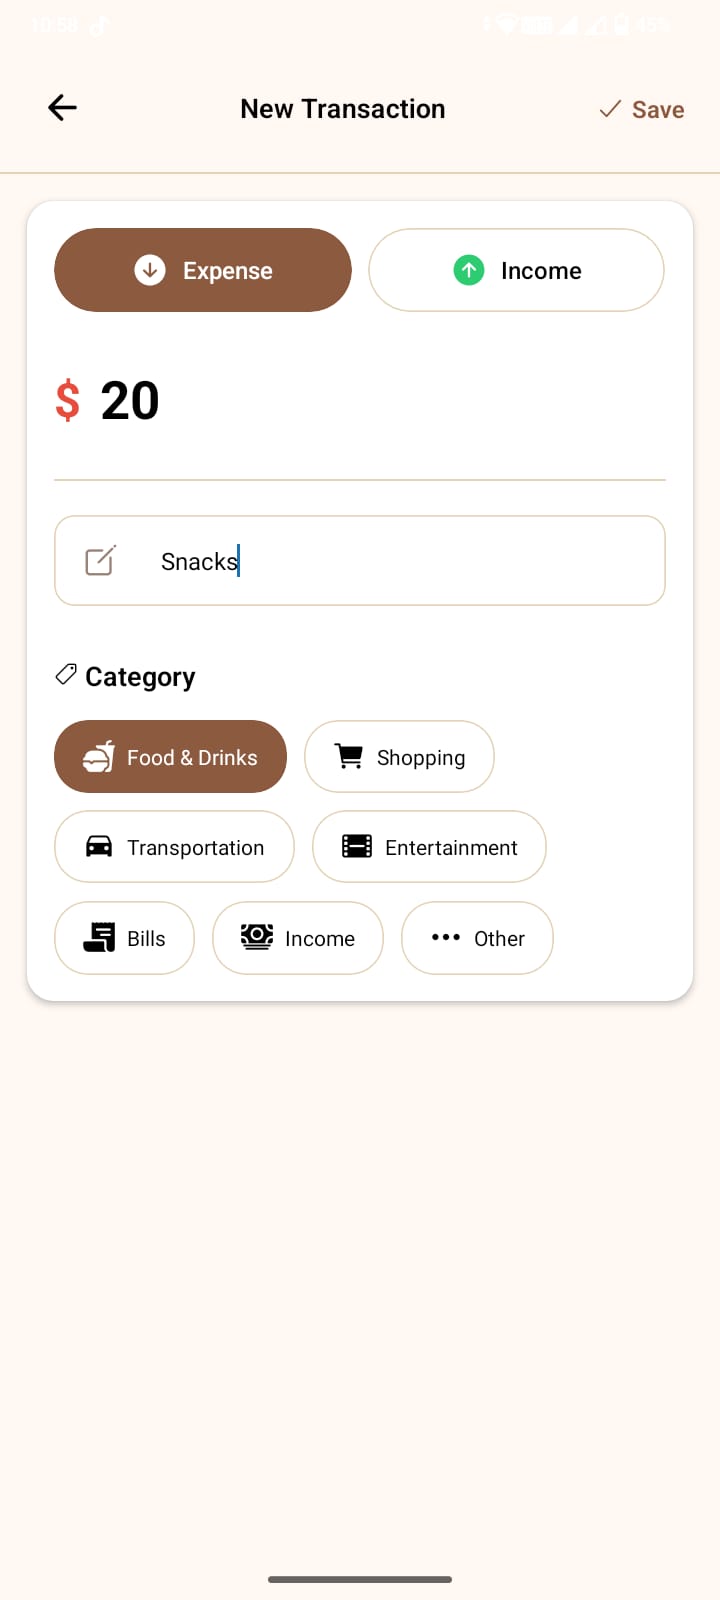 10:58 45%
New Transaction Save
Expense Income
$ 20
Snacks
Category
Food & Drinks Shopping
Transportation Entertainment
Bills Income Other